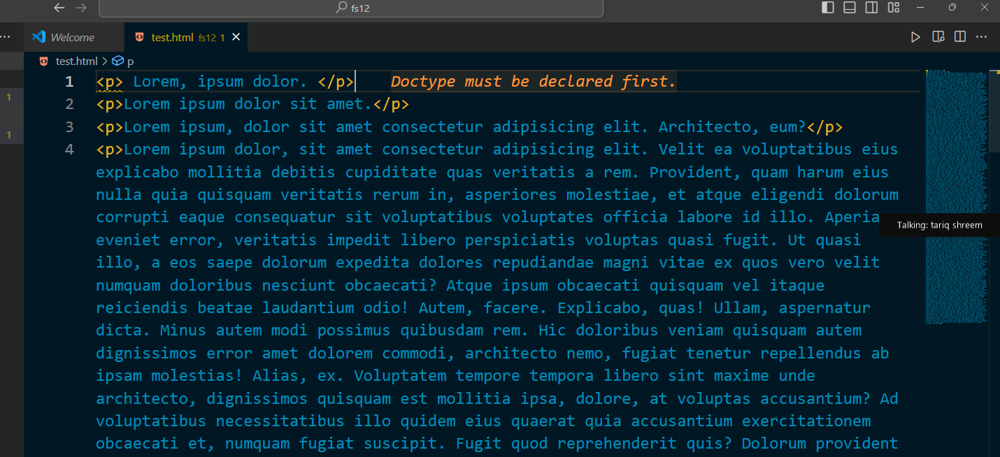 fs12
Welcome
test.html fs12 1
test.html > p
1
1
1 <p> Lorem, ipsum dolor. </p> Doctype must be declared first.
2 <p>Lorem ipsum dolor sit amet.</p>
3 <p>Lorem ipsum, dolor sit amet consectetur adipisicing elit. Architecto, eum?</p>
4 <p>Lorem ipsum dolor, sit amet consectetur adipisicing elit. Velit ea voluptatibus eius
explicabo mollitia debitis cupiditate quas veritatis a rem. Provident, quam harum eius
nulla quia quisquam veritatis rerum in, asperiores molestiae, et atque eligendi dolorum
corrupti eaque consequatur sit voluptatibus voluptates officia labore id illo. Aperia
Talking: tariq shreem
eveniet error, veritatis impedit libero perspiciatis voluptas quasi fugit. Ut quasi
illo, a eos saepe dolorum expedita dolores repudiandae magni vitae ex quos vero velit
numquam doloribus nesciunt obcaecati? Atque ipsum obcaecati quisquam vel itaque
reiciendis beatae laudantium odio! Autem, facere. Explicabo, quas! Ullam, aspernatur
dicta. Minus autem modi possimus quibusdam rem. Hic doloribus veniam quisquam autem
dignissimos error amet dolorem commodi, architecto nemo, fugiat tenetur repellendus ab
ipsam molestias! Alias, ex. Voluptatem tempore tempora libero sint maxime unde
architecto, dignissimos quisquam est mollitia ipsa, dolore, at voluptas accusantium? Ad
voluptatibus necessitatibus illo quidem eius quaerat quia accusantium exercitationem
obcaecati et, numquam fugiat suscipit. Fugit quod reprehenderit quis? Dolorum provident